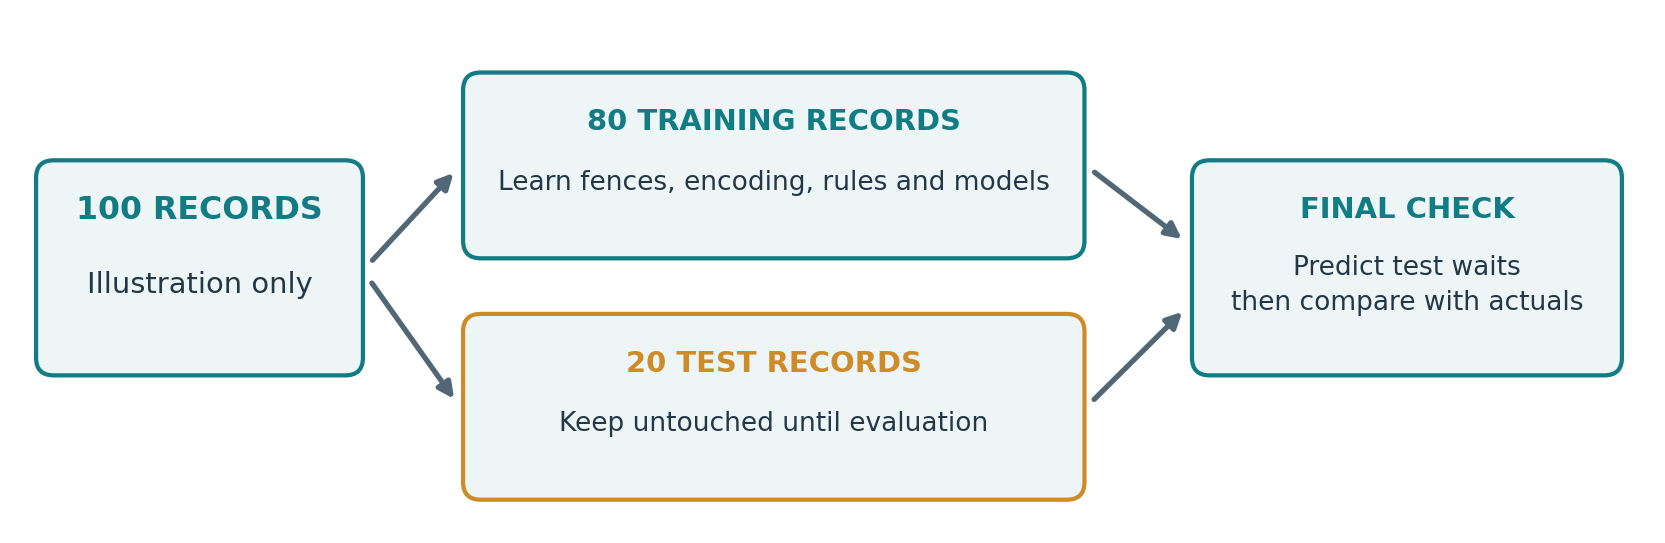 100 RECORDS
Illustration only
80 TRAINING RECORDS
Learn fences, encoding, rules and models
20 TEST RECORDS
Keep untouched until evaluation
FINAL CHECK
Predict test waits
then compare with actuals